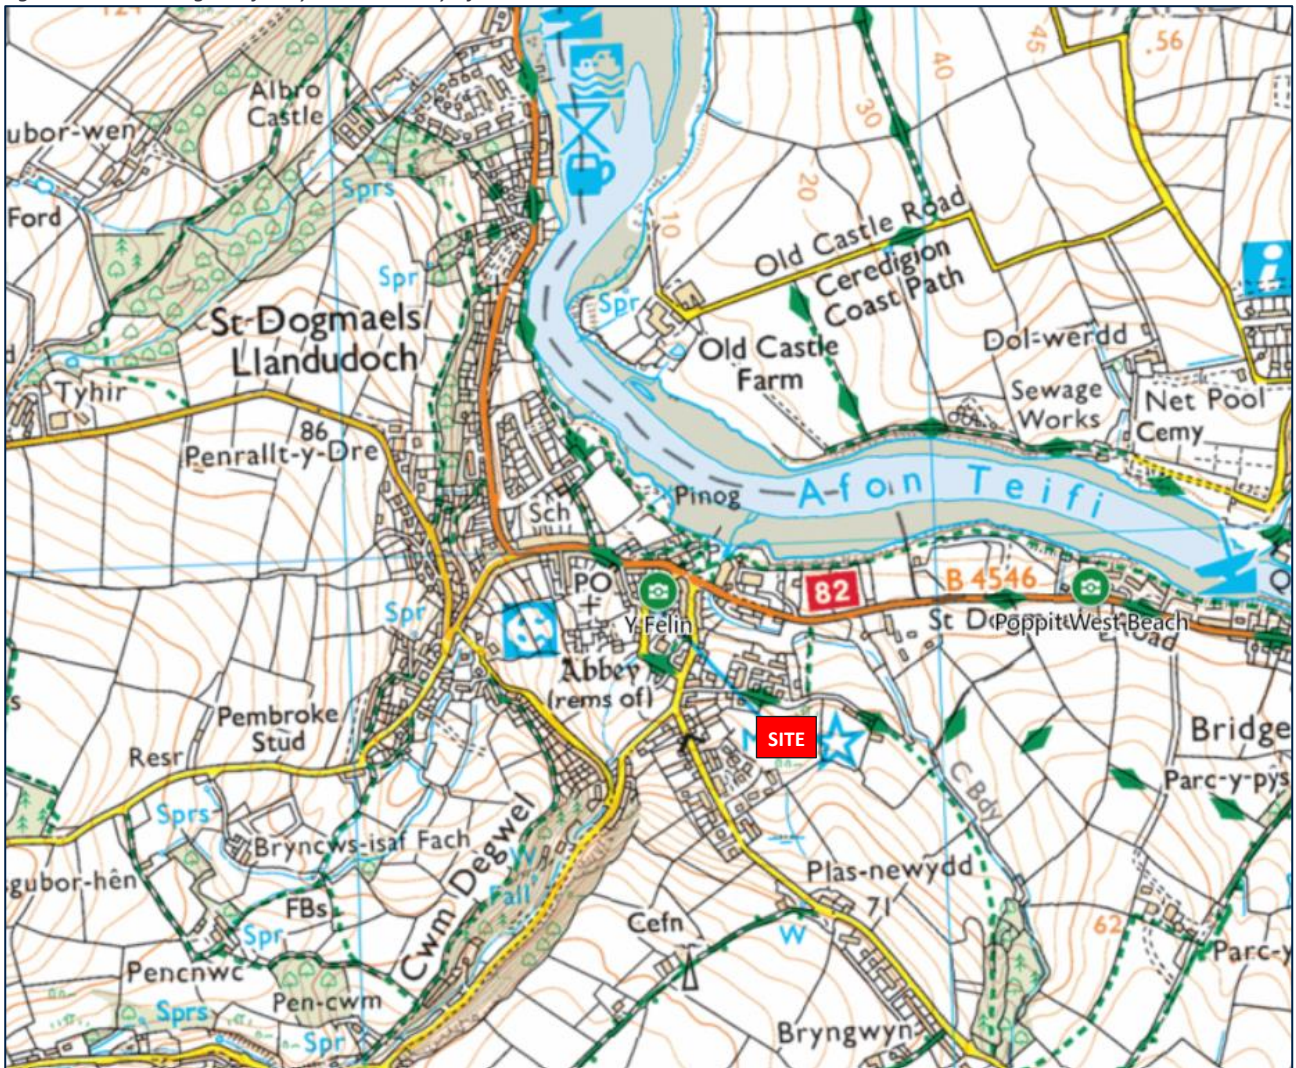 Albro
Castle
.56
45
40
30
ubor-wen
Sprs
20
Ford
10
Old Castle Road
Ceredigion
Coast Path
Spr
Spr
St Dogmaels
Llandudoch
Old Castle
Farm
Dol-werdd
Sewage
Works
Net Pool
Cemy
Tyhir
86
Penrallt-y-Dre
Pinog
Afon Teifi
Sch
PO
82
B 4546
Spr
Y Felin
Poppit West Beach
Road
Abbey
(rems of)
Pembroke
Stud
SITE
Bridge
Resr
C Bdy
Parc-y-pŷs
Sprs
Bryncws-isaf Fach
Cwm Degwel
W
Fall
Plas-newydd
71
gubor-hên
FBs
Cefn
62
Spr
W
Parc-y
Pencnwc
Pen-cwm
Sprs
Spr
Bryngwyn